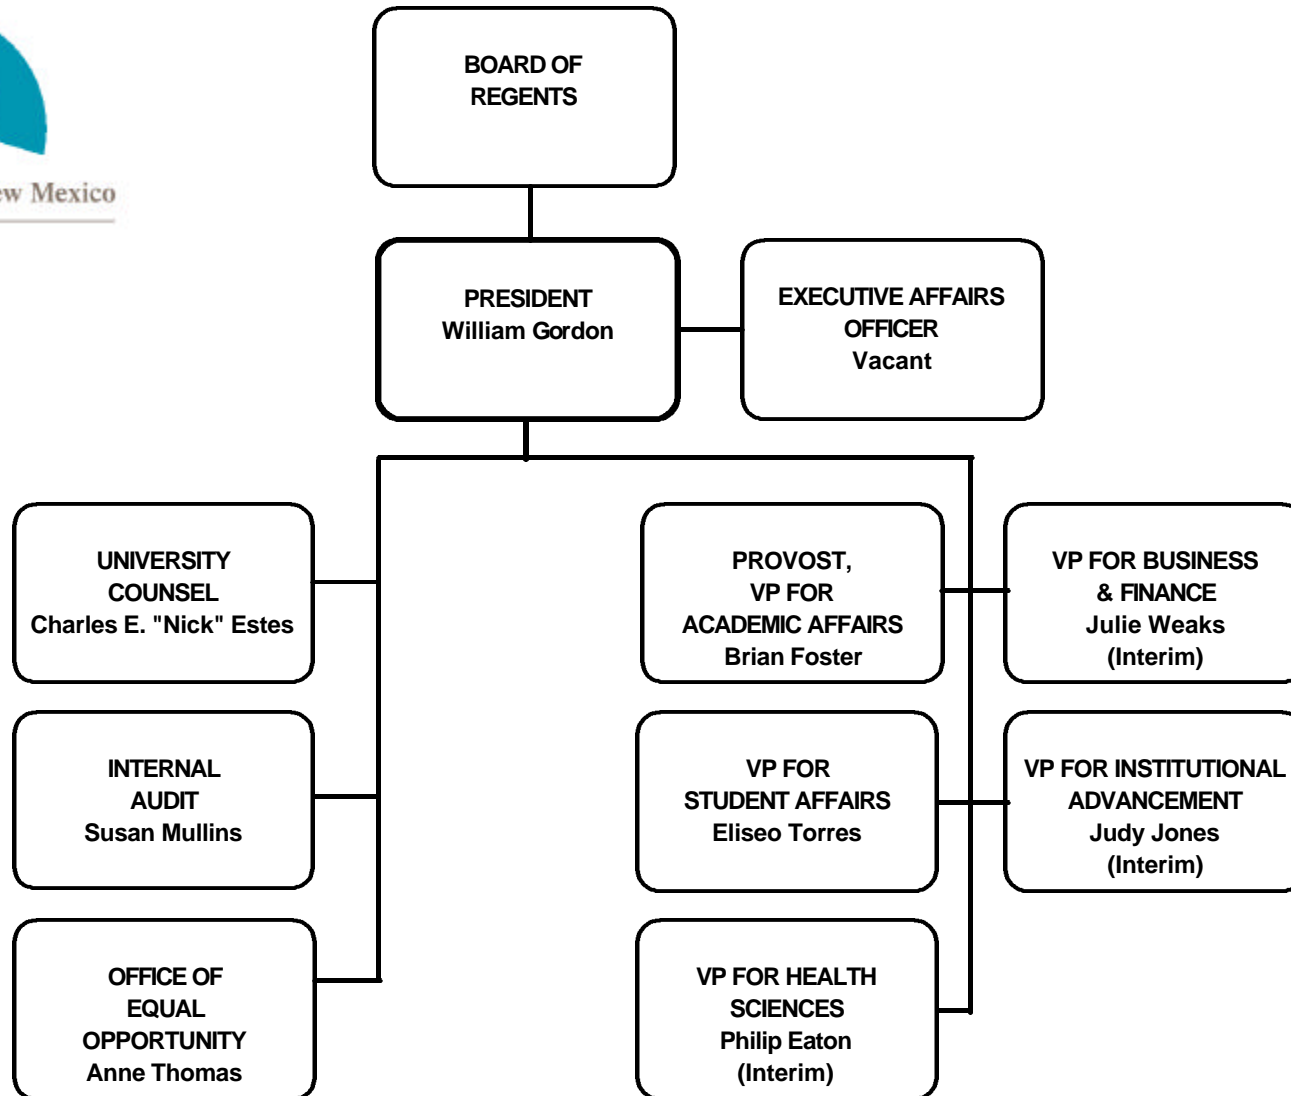 New Mexico
BOARD OF
REGENTS
PRESIDENT
William Gordon
EXECUTIVE AFFAIRS
OFFICER
Vacant
UNIVERSITY
COUNSEL
Charles E. "Nick" Estes
PROVOST,
VP FOR
ACADEMIC AFFAIRS
Brian Foster
VP FOR BUSINESS
& FINANCE
Julie Weaks
(Interim)
INTERNAL
AUDIT
Susan Mullins
VP FOR
STUDENT AFFAIRS
Eliseo Torres
VP FOR INSTITUTIONAL
ADVANCEMENT
Judy Jones
(Interim)
OFFICE OF
EQUAL
OPPORTUNITY
Anne Thomas
VP FOR HEALTH
SCIENCES
Philip Eaton
(Interim)